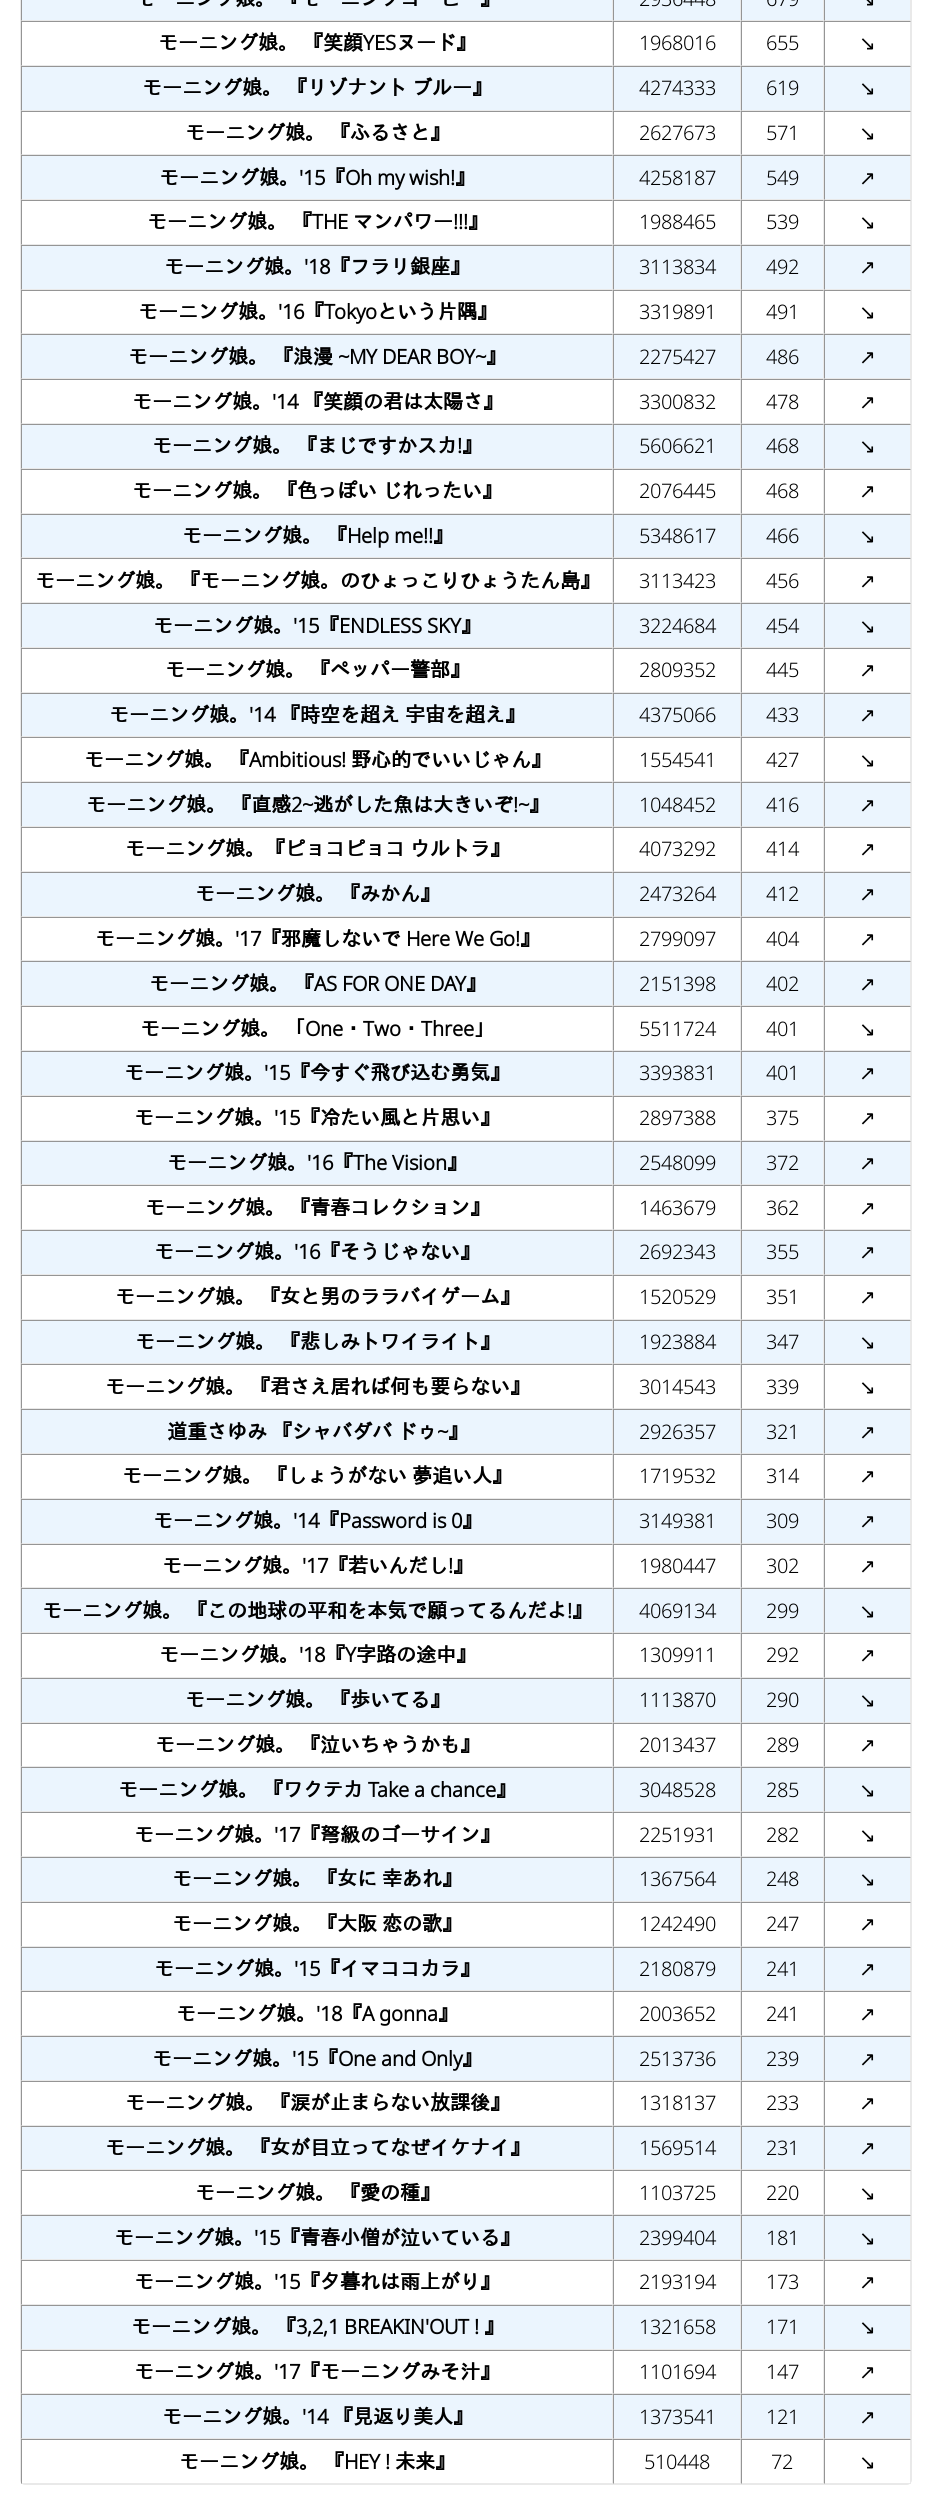 モーニング娘。 『モーニングコーヒー』 2936448 679 ↘
モーニング娘。 『笑顔YESヌード』 1968016 655 ↘
モーニング娘。 『リゾナント ブルー』 4274333 619 ↘
モーニング娘。 『ふるさと』 2627673 571 ↘
モーニング娘。'15『Oh my wish!』 4258187 549 ↗
モーニング娘。 『THE マンパワー!!!』 1988465 539 ↘
モーニング娘。'18『フラリ銀座』 3113834 492 ↗
モーニング娘。'16『Tokyoという片隅』 3319891 491 ↘
モーニング娘。 『浪漫 ~MY DEAR BOY~』 2275427 486 ↗
モーニング娘。'14 『笑顔の君は太陽さ』 3300832 478 ↗
モーニング娘。 『まじですかスカ!』 5606621 468 ↘
モーニング娘。 『色っぽい じれったい』 2076445 468 ↗
モーニング娘。 『Help me!!』 5348617 466 ↘
モーニング娘。 『モーニング娘。のひょっこりひょうたん島』 3113423 456 ↗
モーニング娘。'15『ENDLESS SKY』 3224684 454 ↘
モーニング娘。 『ペッパー警部』 2809352 445 ↗
モーニング娘。'14 『時空を超え 宇宙を超え』 4375066 433 ↗
モーニング娘。 『Ambitious! 野心的でいいじゃん』 1554541 427 ↘
モーニング娘。 『直感2~逃がした魚は大きいぞ!~』 1048452 416 ↗
モーニング娘。『ピョコピョコ ウルトラ』 4073292 414 ↗
モーニング娘。 『みかん』 2473264 412 ↗
モーニング娘。'17『邪魔しないで Here We Go!』 2799097 404 ↗
モーニング娘。 『AS FOR ONE DAY』 2151398 402 ↗
モーニング娘。 「One・Two・Three」 5511724 401 ↘
モーニング娘。'15『今すぐ飛び込む勇気』 3393831 401 ↗
モーニング娘。'15『冷たい風と片思い』 2897388 375 ↗
モーニング娘。'16『The Vision』 2548099 372 ↗
モーニング娘。 『青春コレクション』 1463679 362 ↗
モーニング娘。'16『そうじゃない』 2692343 355 ↗
モーニング娘。 『女と男のララバイゲーム』 1520529 351 ↗
モーニング娘。 『悲しみトワイライト』 1923884 347 ↘
モーニング娘。 『君さえ居れば何も要らない』 3014543 339 ↘
道重さゆみ 『シャバダバ ドゥ~』 2926357 321 ↗
モーニング娘。 『しょうがない 夢追い人』 1719532 314 ↗
モーニング娘。'14『Password is 0』 3149381 309 ↗
モーニング娘。'17『若いんだし!』 1980447 302 ↗
モーニング娘。 『この地球の平和を本気で願ってるんだよ!』 4069134 299 ↘
モーニング娘。'18『Y字路の途中』 1309911 292 ↗
モーニング娘。 『歩いてる』 1113870 290 ↘
モーニング娘。 『泣いちゃうかも』 2013437 289 ↗
モーニング娘。 『ワクテカ Take a chance』 3048528 285 ↘
モーニング娘。'17『弩級のゴーサイン』 2251931 282 ↘
モーニング娘。 『女に 幸あれ』 1367564 248 ↘
モーニング娘。 『大阪 恋の歌』 1242490 247 ↗
モーニング娘。'15『イマココカラ』 2180879 241 ↗
モーニング娘。'18『A gonna』 2003652 241 ↗
モーニング娘。'15『One and Only』 2513736 239 ↗
モーニング娘。 『涙が止まらない放課後』 1318137 233 ↗
モーニング娘。 『女が目立ってなぜイケナイ』 1569514 231 ↗
モーニング娘。 『愛の種』 1103725 220 ↘
モーニング娘。'15『青春小僧が泣いている』 2399404 181 ↘
モーニング娘。'15『夕暮れは雨上がり』 2193194 173 ↗
モーニング娘。 『3,2,1 BREAKIN'OUT ! 』 1321658 171 ↘
モーニング娘。'17『モーニングみそ汁』 1101694 147 ↗
モーニング娘。'14 『見返り美人』 1373541 121 ↗
モーニング娘。 『HEY ! 未来』 510448 72 ↘